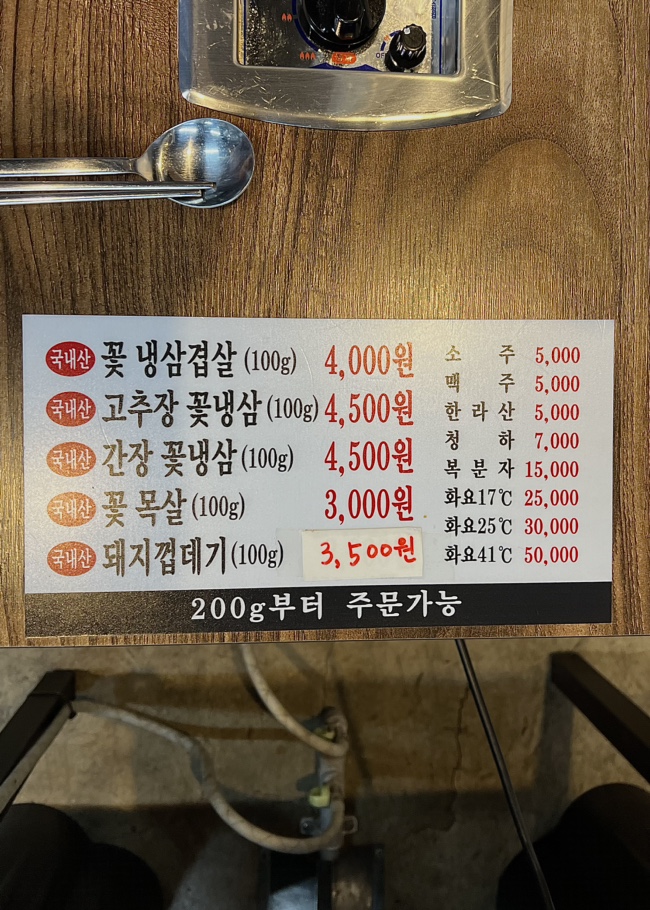 국내산 꽃 냉삼겹살 (100g) 4,000원
국내산 고추장 꽃냉삼 (100g) 4,500원
국내산 간장 꽃냉삼 (100g) 4,500원
국내산 꽃 목살 (100g) 3,000원
국내산 돼지껍데기 (100g) 3,500원
소 주 5,000
맥 주 5,000
한 라 산 5,000
청 하 7,000
복 분 자 15,000
화요17℃ 25,000
화요25℃ 30,000
화요41℃ 50,000
200g부터 주문가능